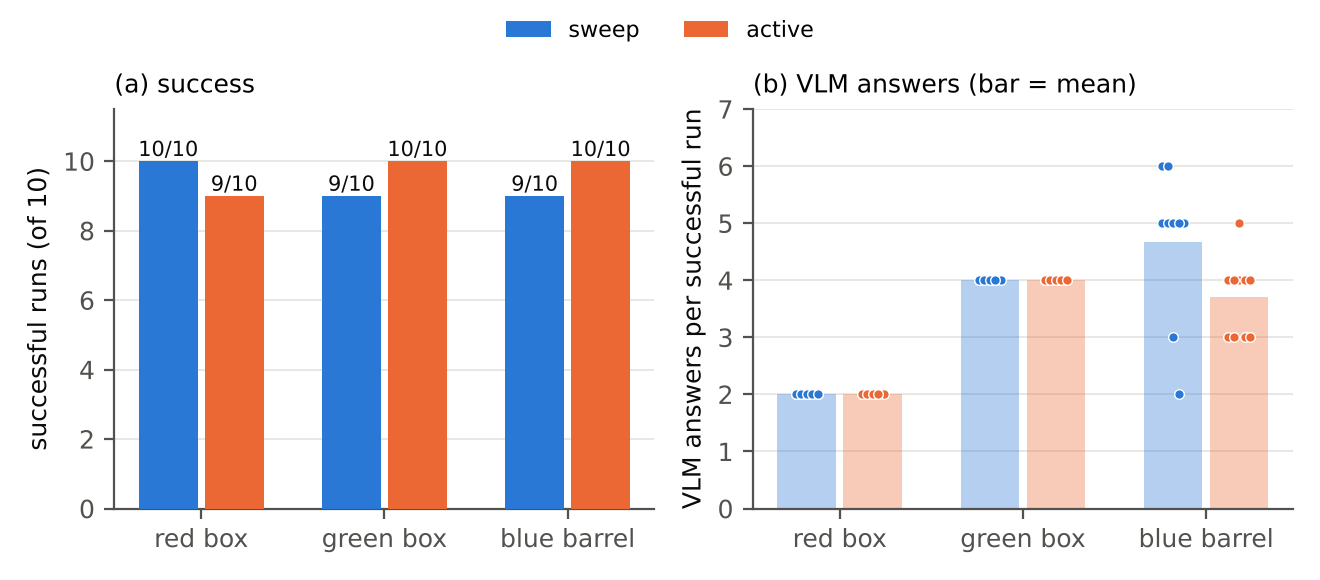 sweep active
(a) success
successful runs (of 10)
10
8
6
4
2
0
10/10 9/10 9/10 10/10 9/10 10/10
red box green box blue barrel
(b) VLM answers (bar = mean)
VLM answers per successful run
7
6
5
4
3
2
1
0
red box green box blue barrel